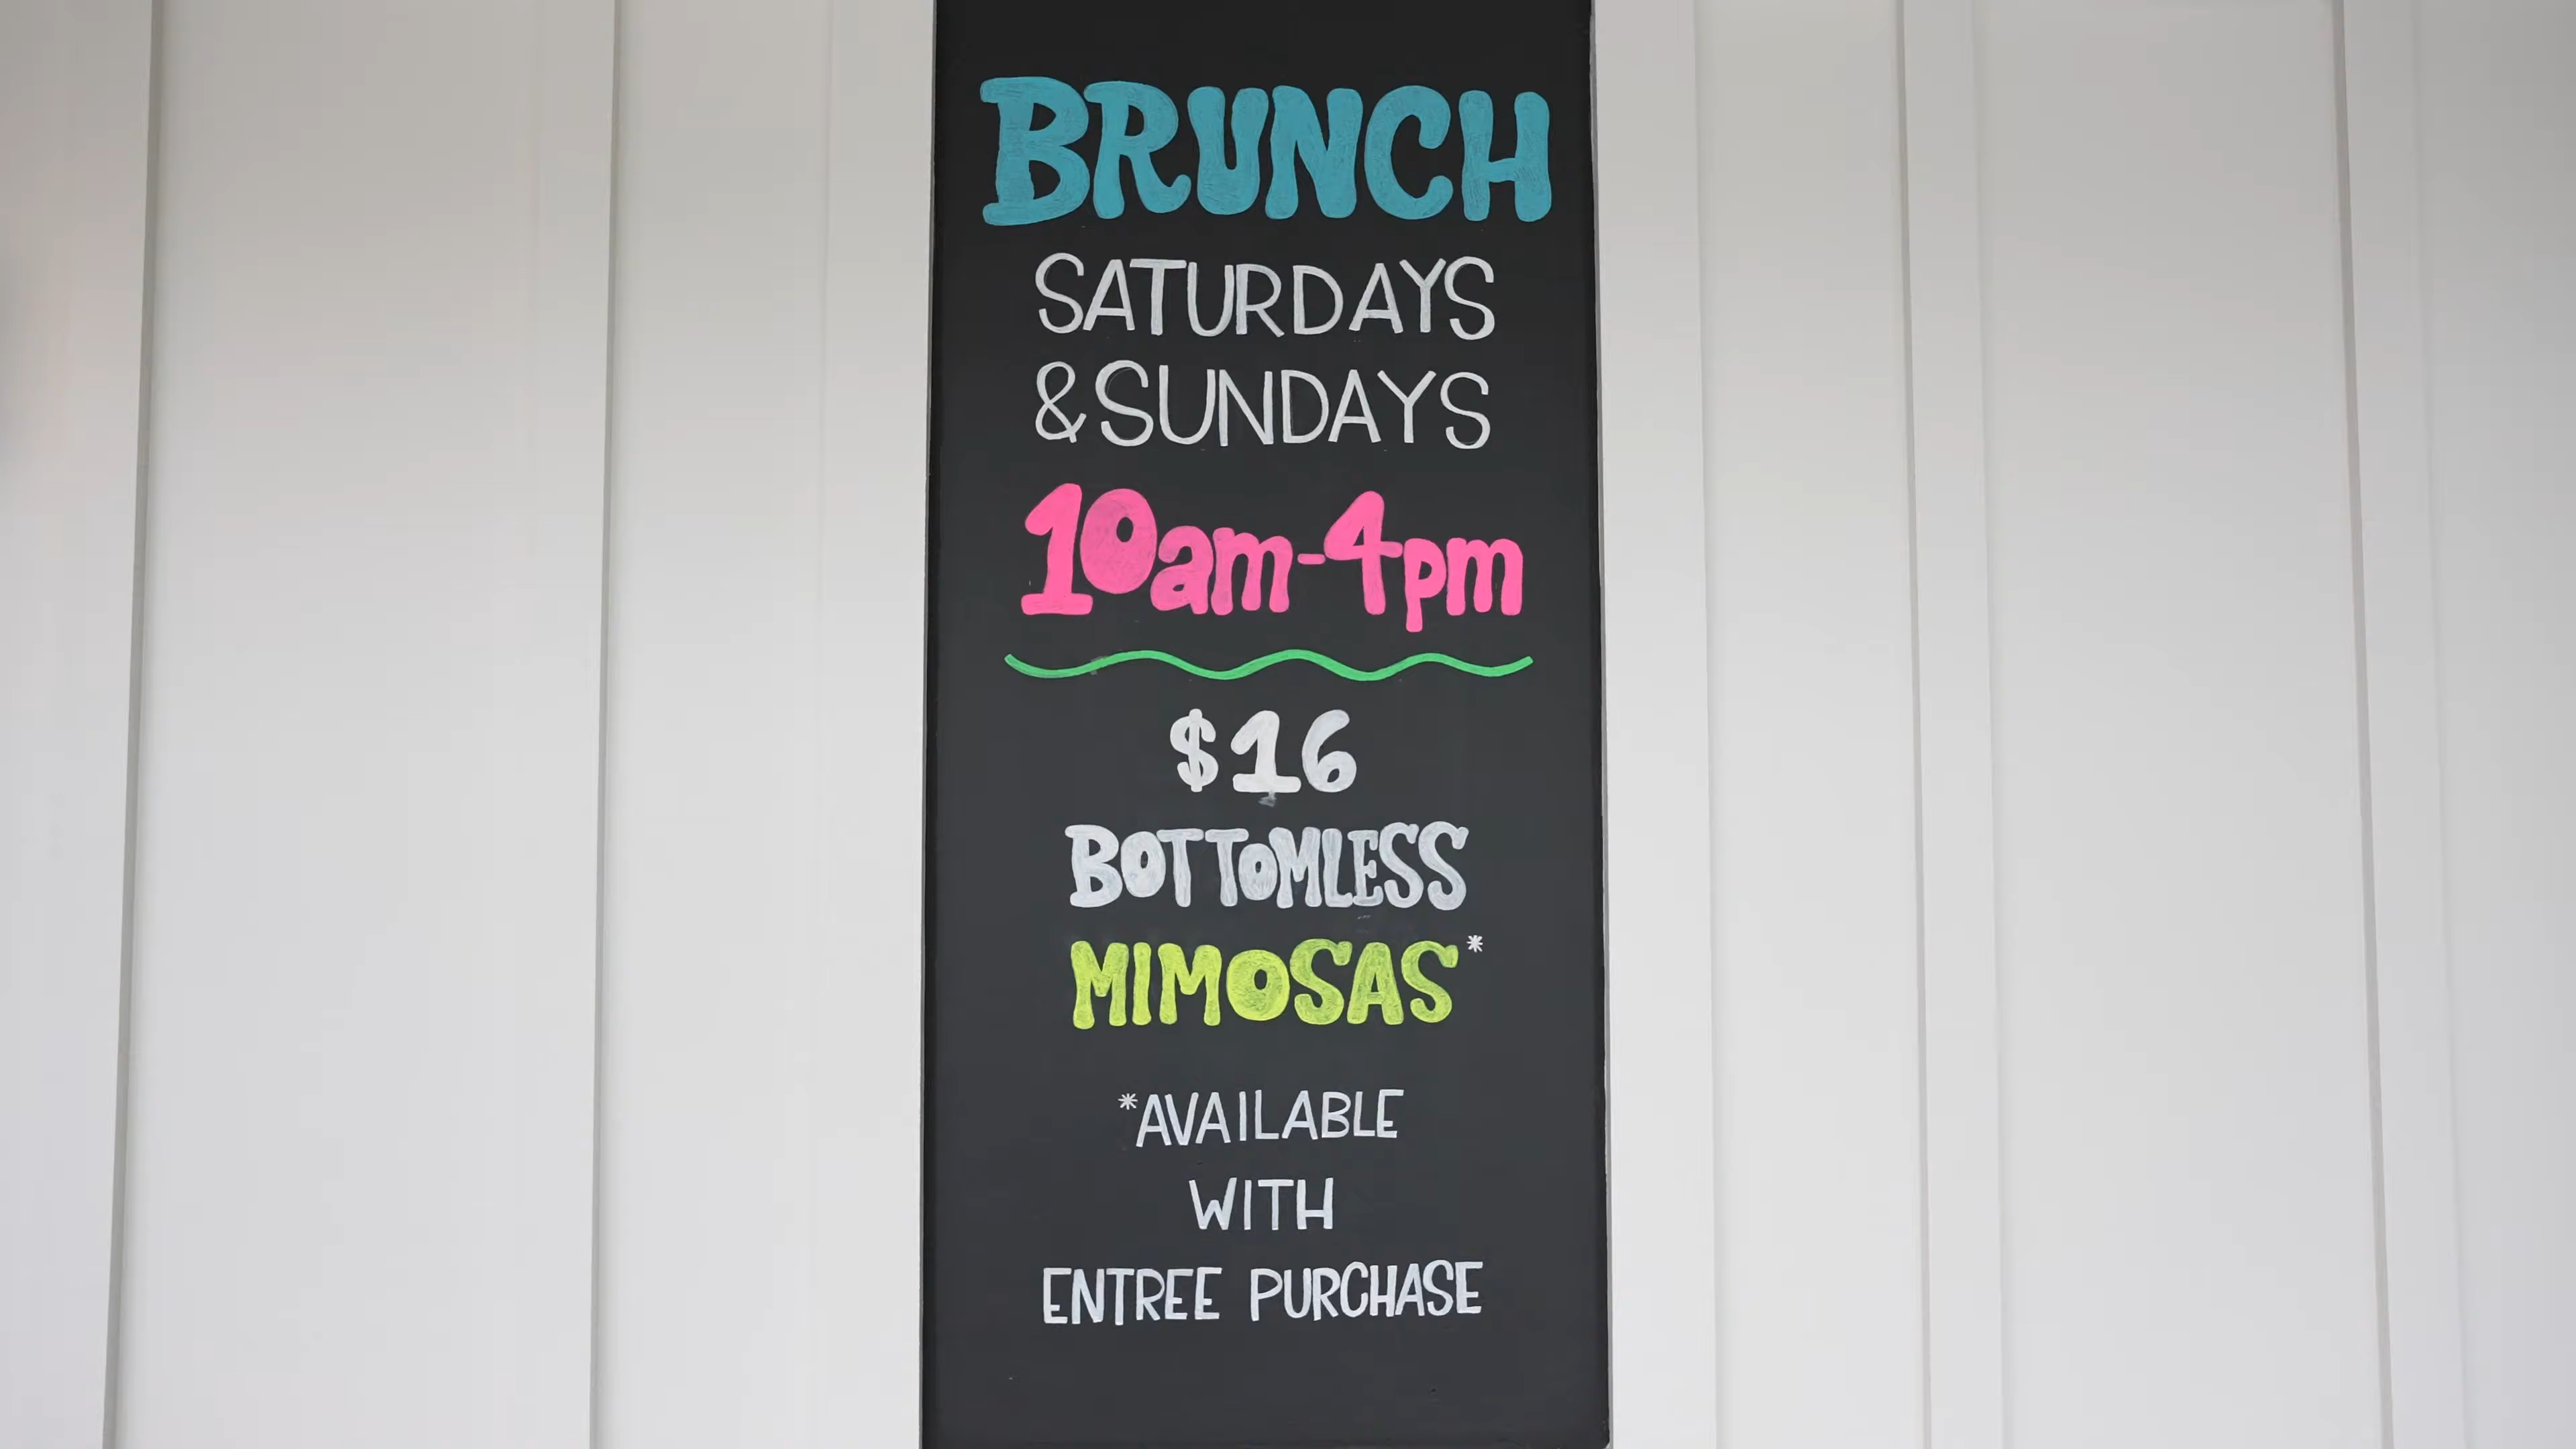 BRUNCH
SATURDAYS
& SUNDAYS
10am-4pm
$16
BOTTOMLESS
MIMOSAS*
*AVAILABLE
WITH
ENTREE PURCHASE